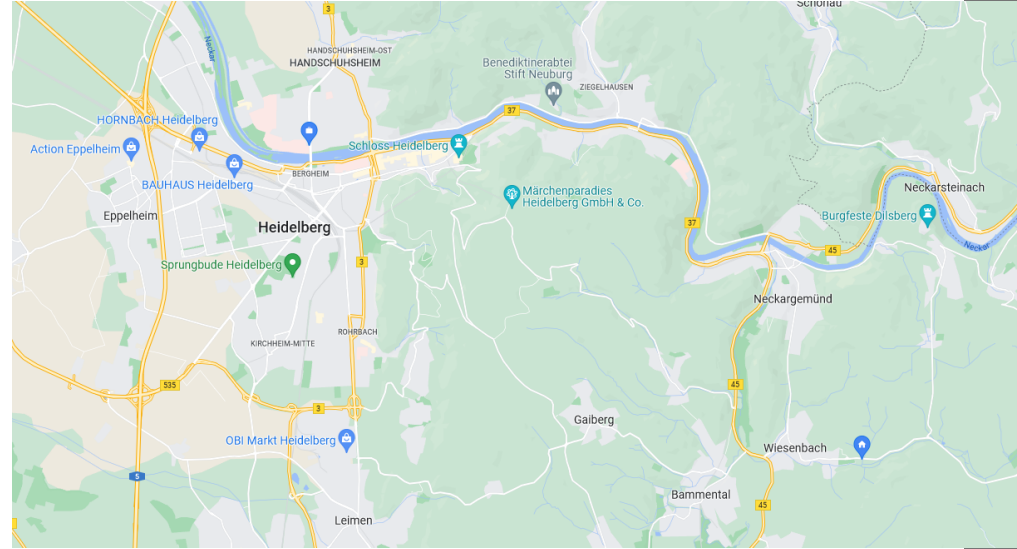 Schönau
3
Neckar
HANDSCHUHSHEIM-OST
HANDSCHUHSHEIM
Benediktinerabtei
Stift Neuburg
ZIEGELHAUSEN
37
HORNBACH Heidelberg
Action Eppelheim
Schloss Heidelberg
BERGHEIM
BAUHAUS Heidelberg
Märchenparadies
Heidelberg GmbH & Co.
Neckarsteinach
Eppelheim
Burgfeste Dilsberg
37
Heidelberg
Neckar
45
Sprungbude Heidelberg
3
Neckargemünd
ROHRBACH
KIRCHHEIM-MITTE
535
45
3
Gaiberg
OBI Markt Heidelberg
Wiesenbach
5
Bammental
45
Leimen